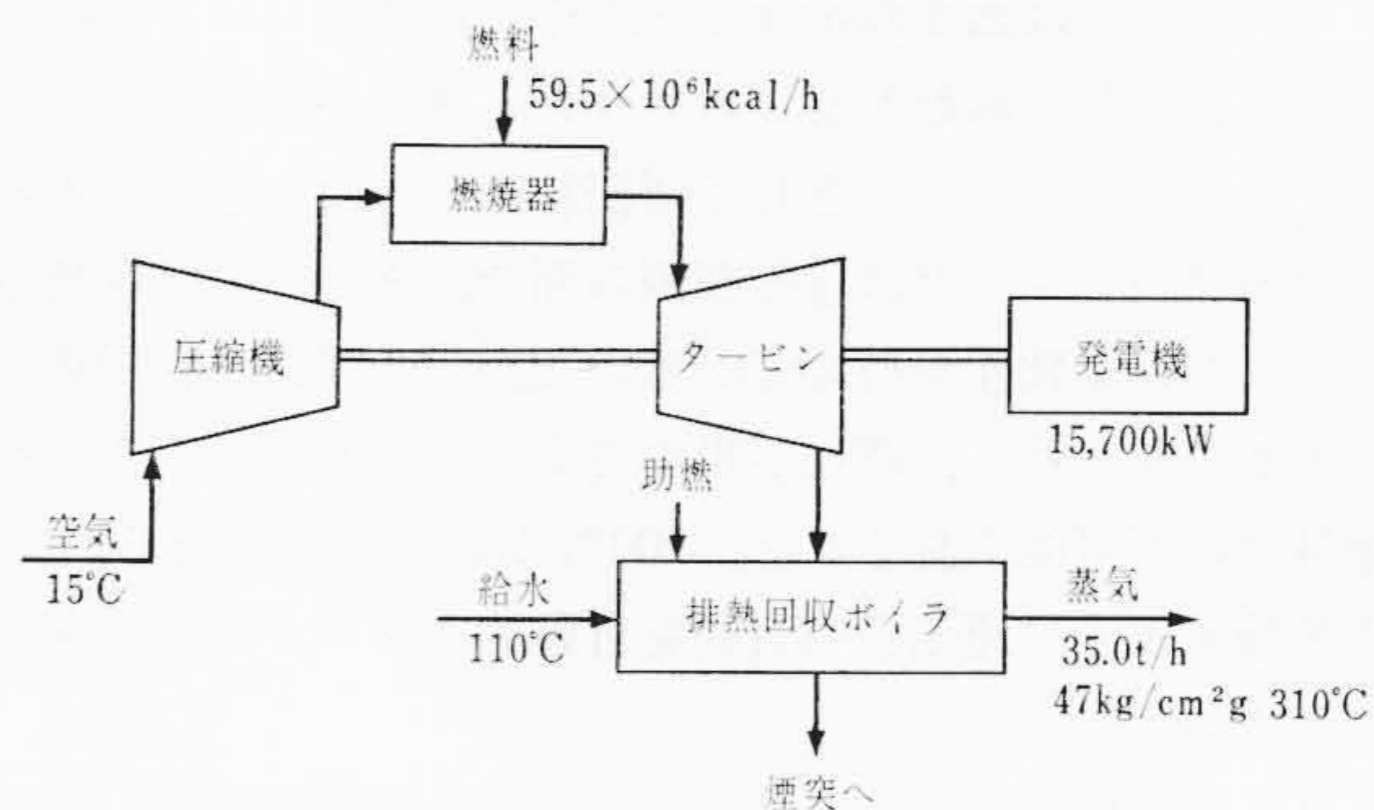 燃料
59.5×10⁶kcal/h
燃焼器
圧縮機
タービン
発電機
15,700kW
助燃
空気
15℃
給水
110℃
排熱回収ボイラ
蒸気
35.0t/h
47kg/cm²g 310℃
煙突へ